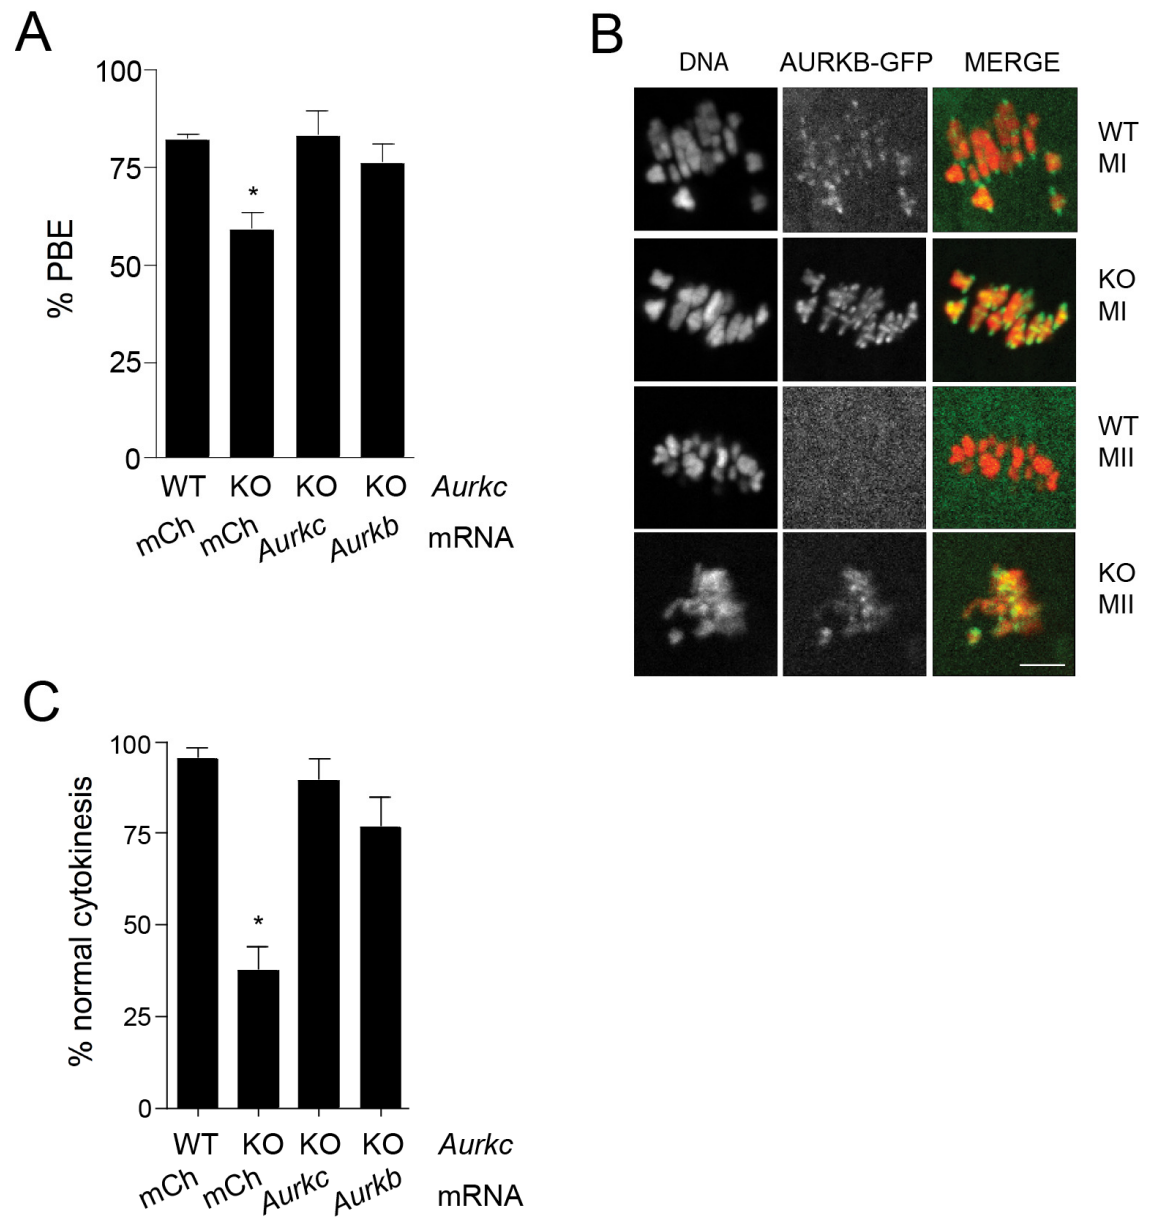 A
% PBE
100
75
50
25
0
WT KO KO KO Aurkc
mCh mCh Aurkc Aurkb mRNA
B
DNA AURKB-GFP MERGE
WT
MI
KO
MI
WT
MII
KO
MII
C
% normal cytokinesis
100
75
50
25
0
WT KO KO KO Aurkc
mCh mCh Aurkc Aurkb mRNA
*
*